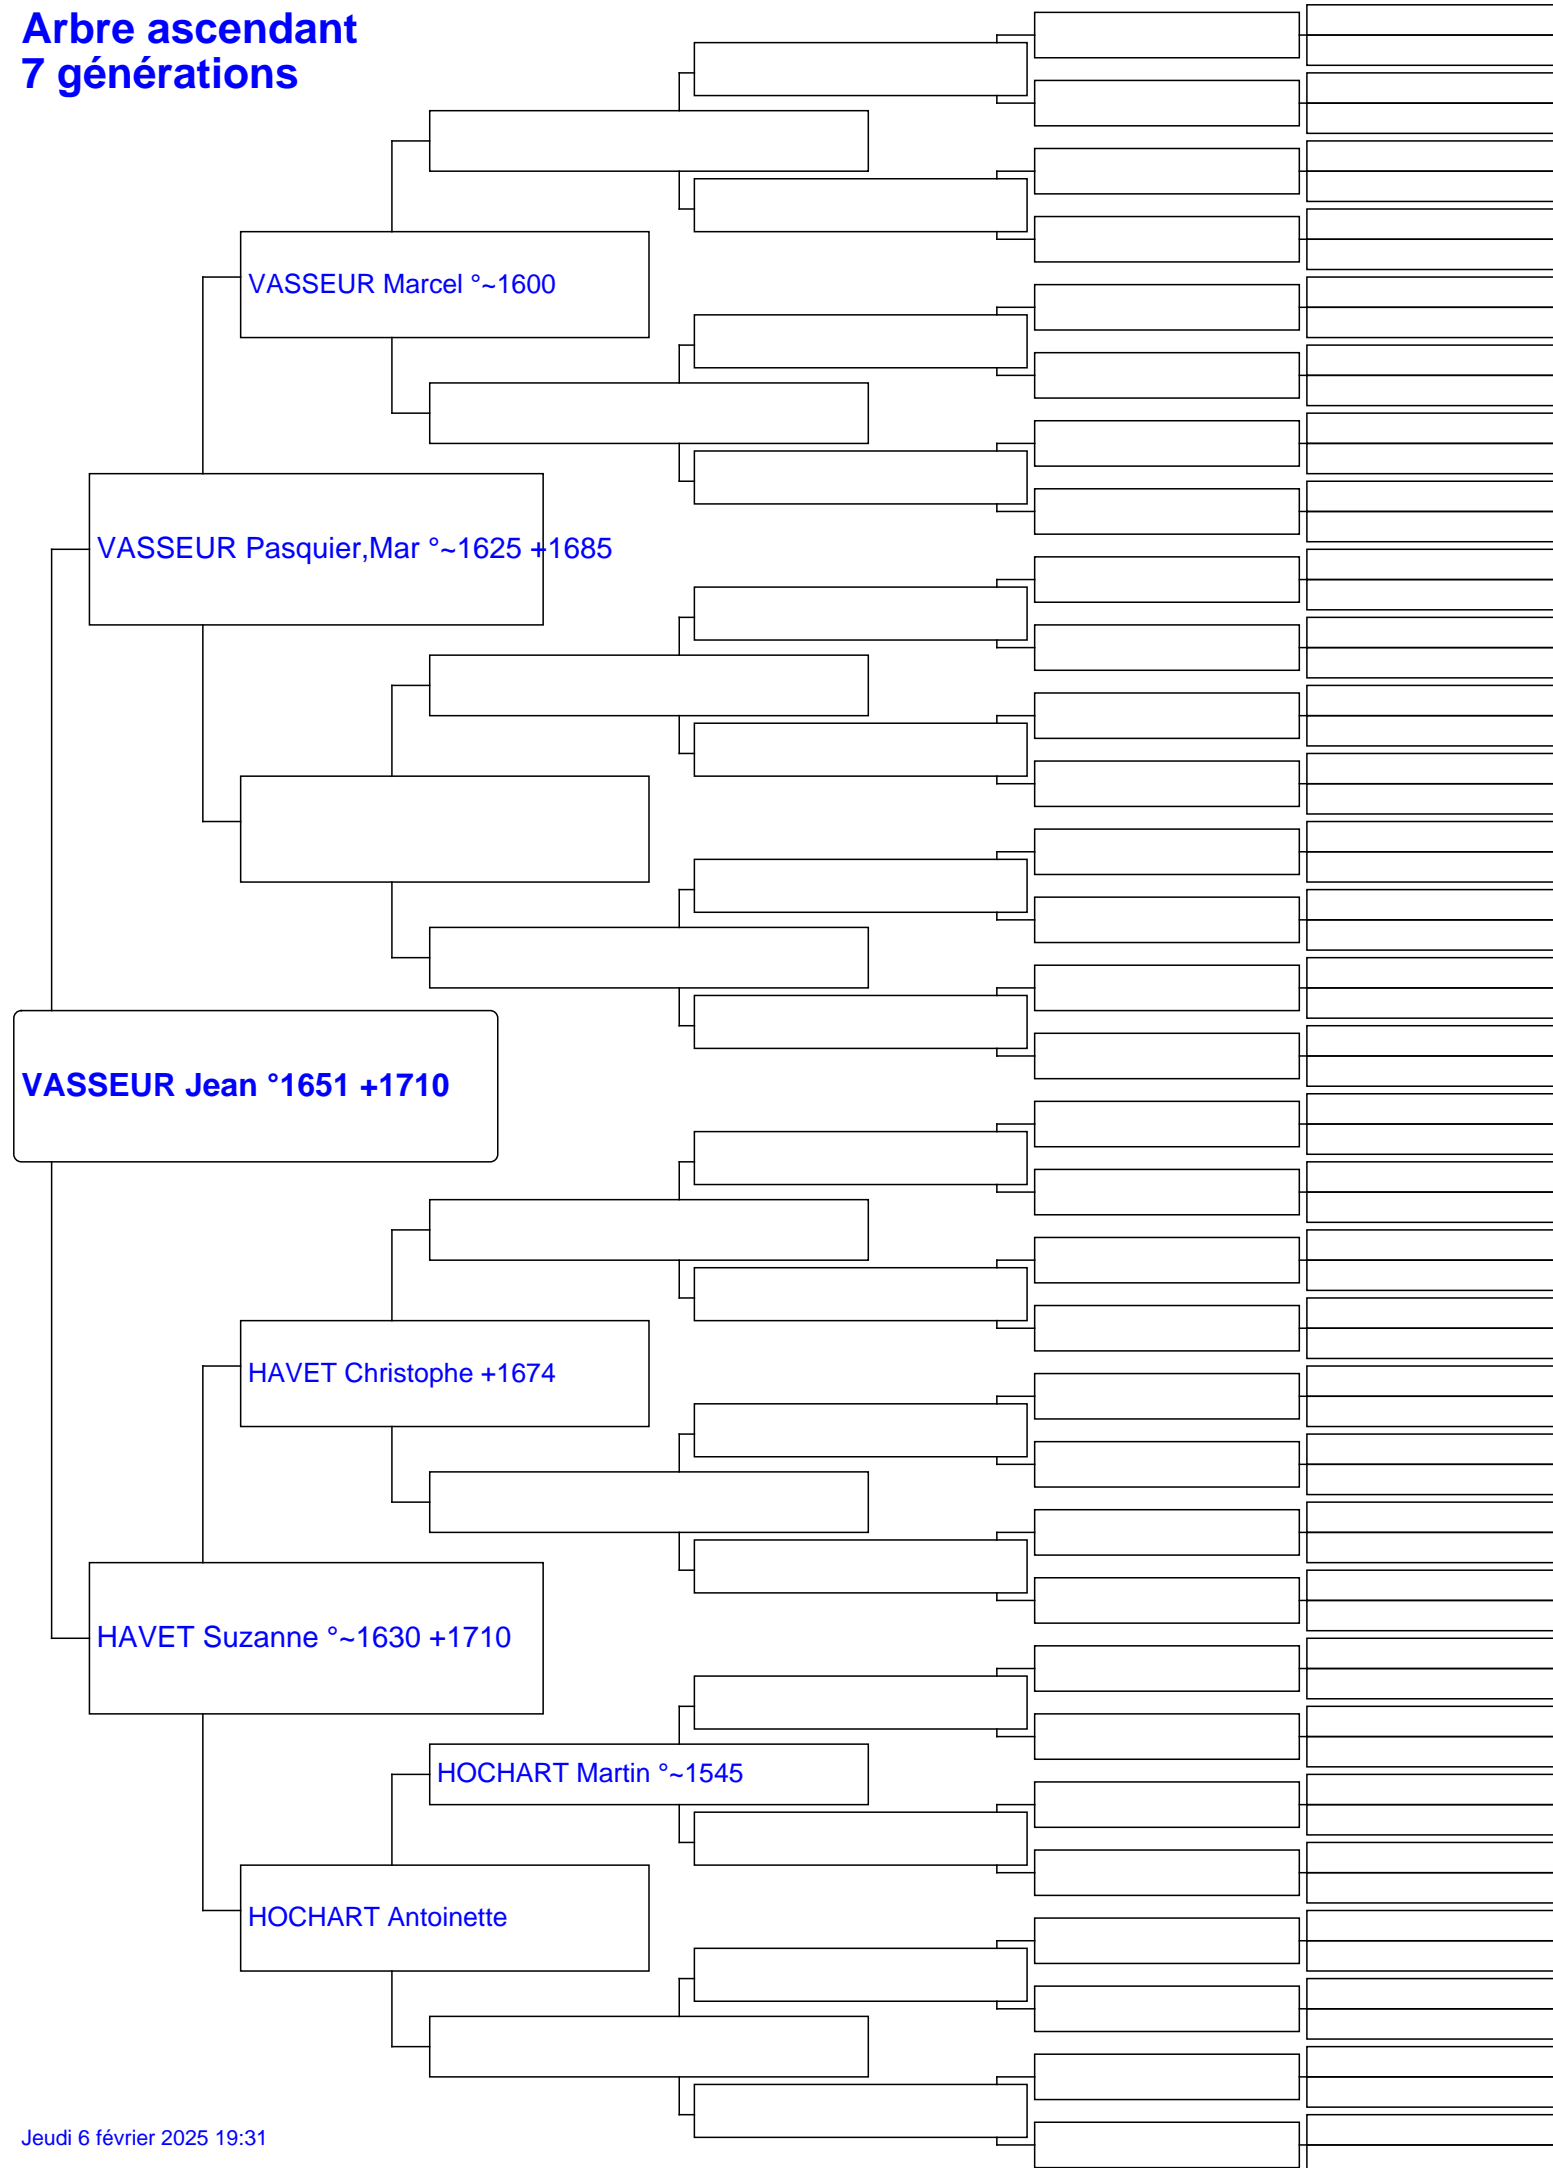 Arbre ascendant
7 générations
VASSEUR Marcel °~1600
VASSEUR Pasquier,Mar °~1625 +1685
VASSEUR Jean °1651 +1710
HAVET Christophe +1674
HAVET Suzanne °~1630 +1710
HOCHART Martin °~1545
HOCHART Antoinette
Jeudi 6 février 2025 19:31